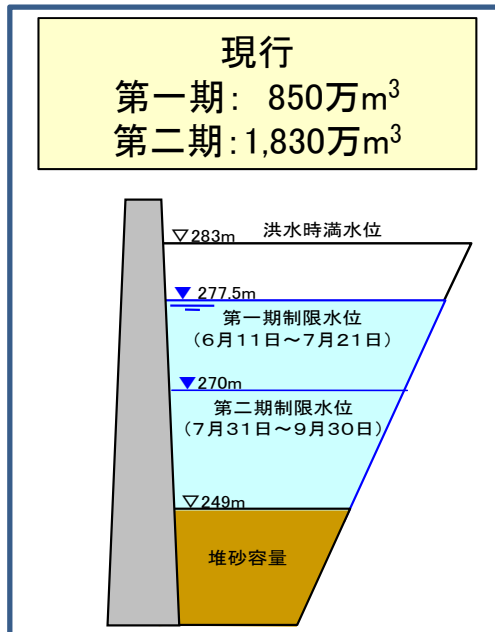 現行
第一期： 850万m³
第二期：1,830万m³
▽283m 洪水時満水位
▼277.5m
第一期制限水位
（6月11日～7月21日）
▼270m
第二期制限水位
（7月31日～9月30日）
▽249m
堆砂容量